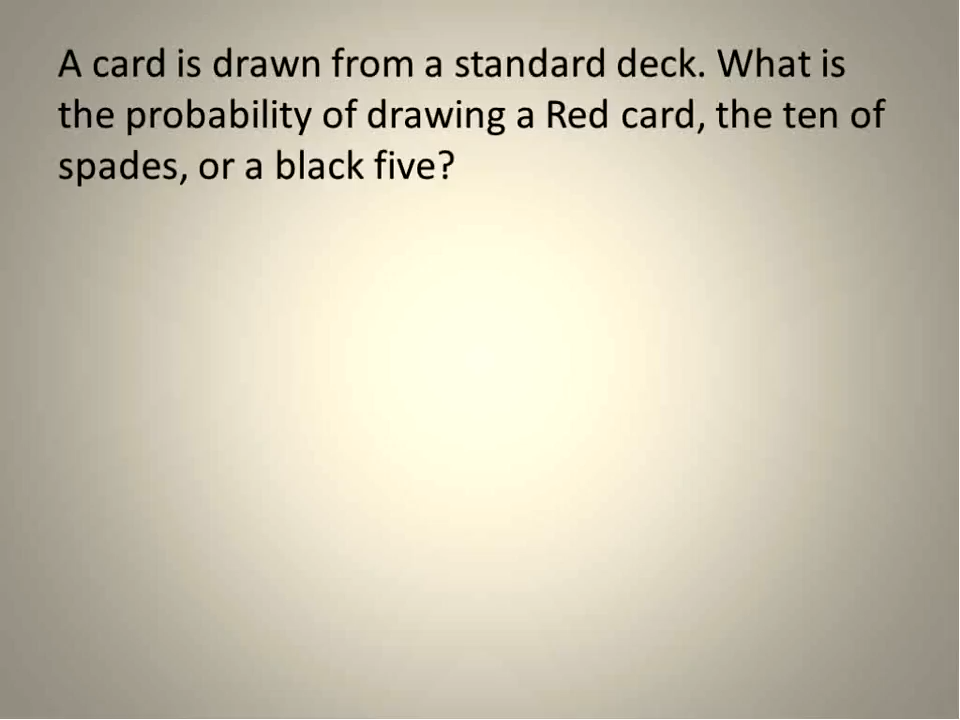 A card is drawn from a standard deck. What is
the probability of drawing a Red card, the ten of
spades, or a black five?